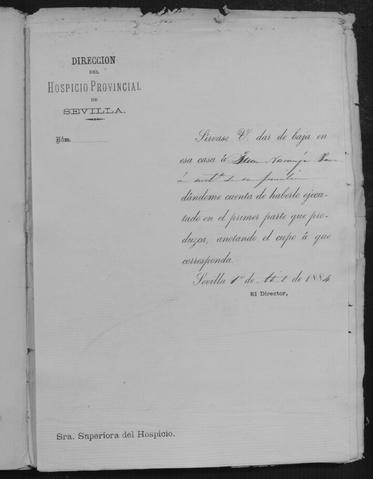 DIRECCION
DEL
HOSPICIO PROVINCIAL
DE
SEVILLA.
Núm.
Sírvase V. dar de baja en
esa casa á Naranjo
á
dándome cuenta de haberlo ejecu-
tado en el primer parte que pro-
duzca, anotando el cupo á que
corresponda.
Sevilla 1º de de 1884
El Director,
Sra. Superiora del Hospicio.